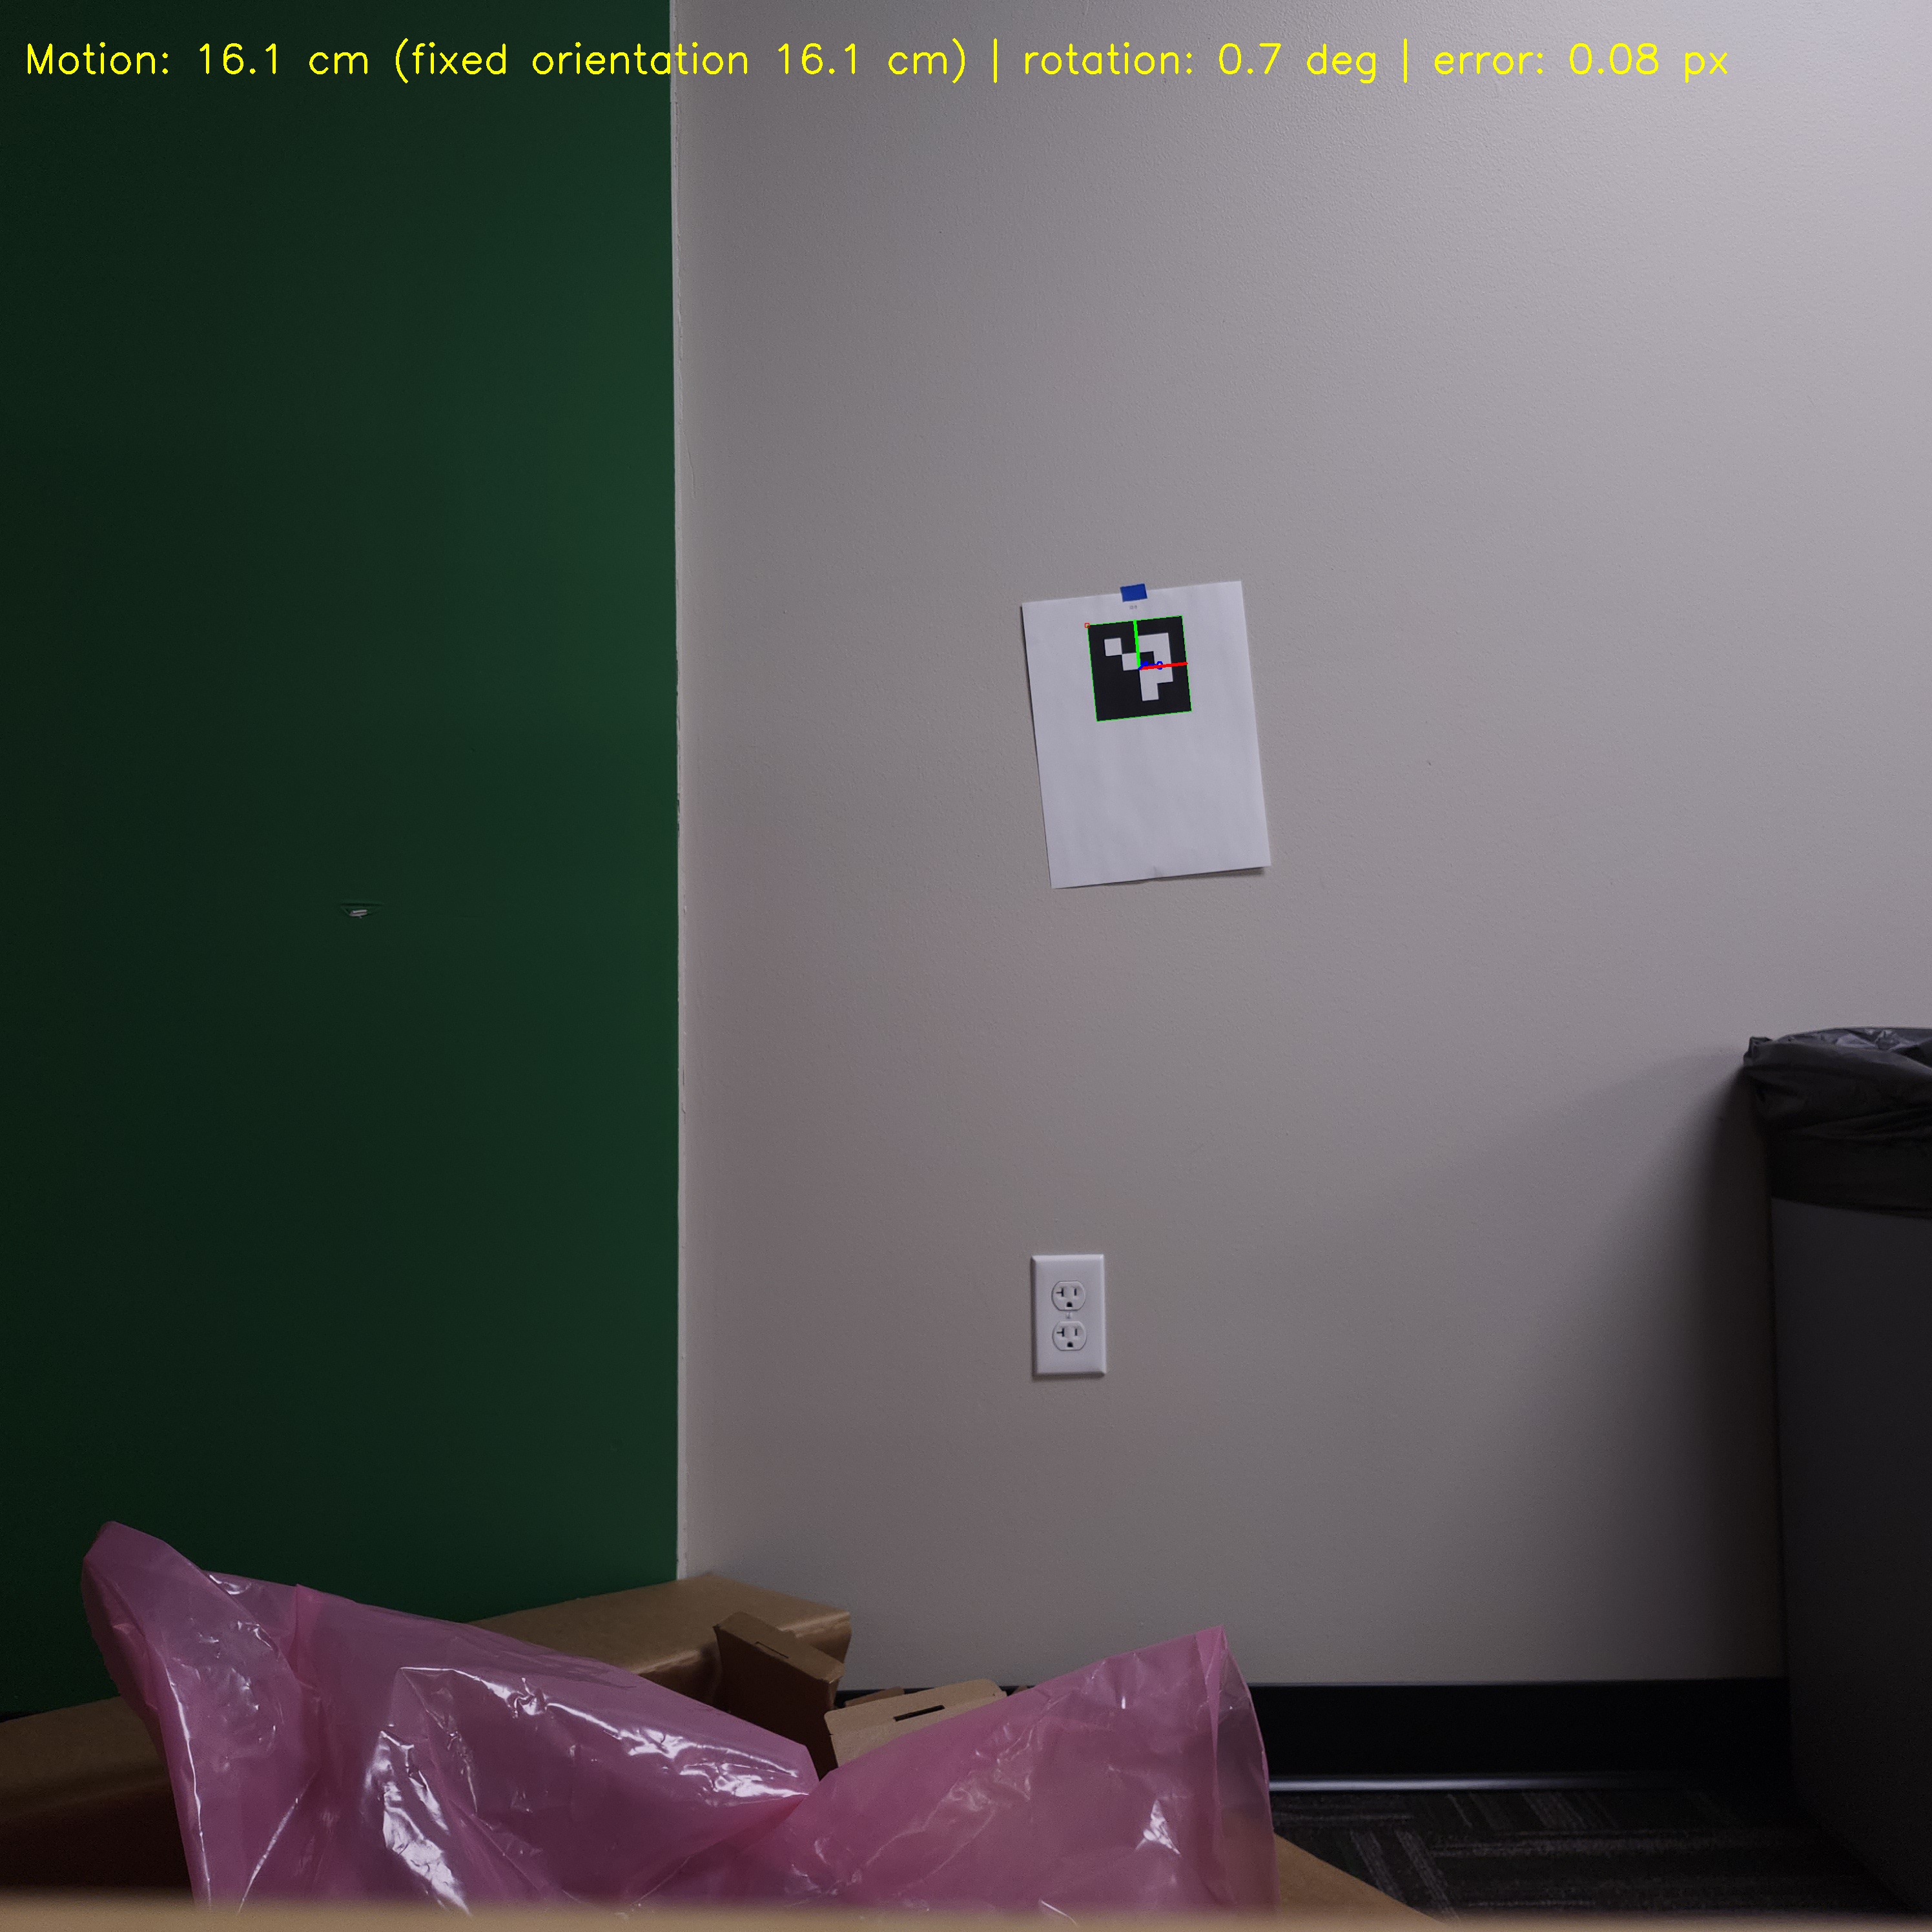 Motion: 16.1 cm (fixed orientation 16.1 cm) | rotation: 0.7 deg | error: 0.08 px